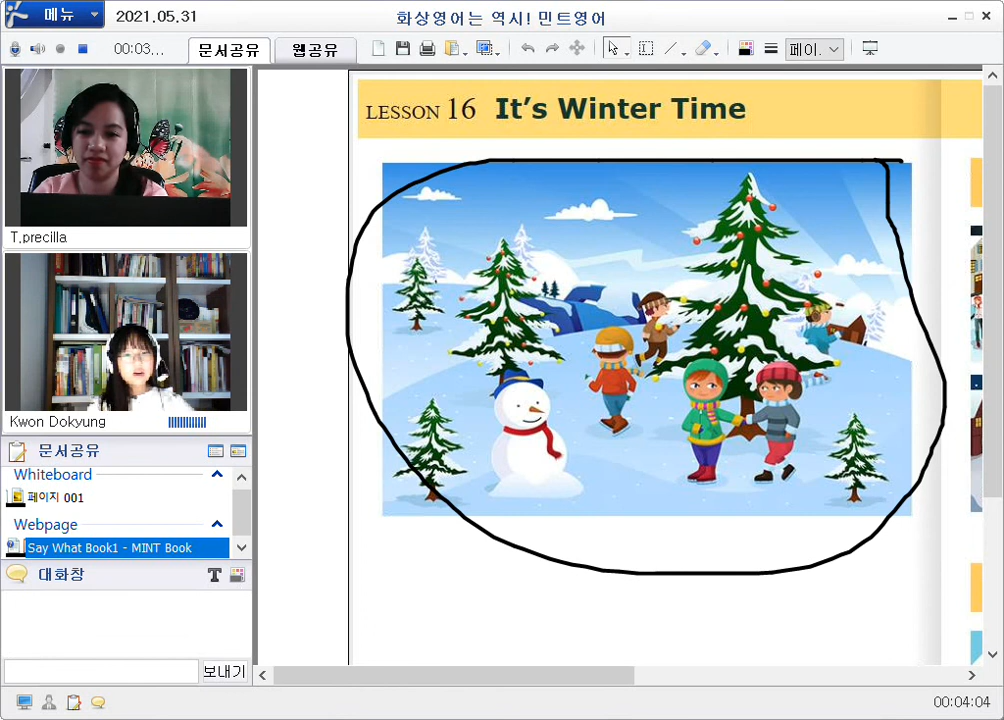 메뉴
2021.05.31
화상영어는 역시! 민트영어
00:03...
문서공유
웹공유
페이.
LESSON 16 It's Winter Time
T.precilla
Kwon Dokyung
문서공유
Whiteboard
페이지 001
Webpage
Say What Book1 - MINT Book
대화창
T
보내기
00:04:04